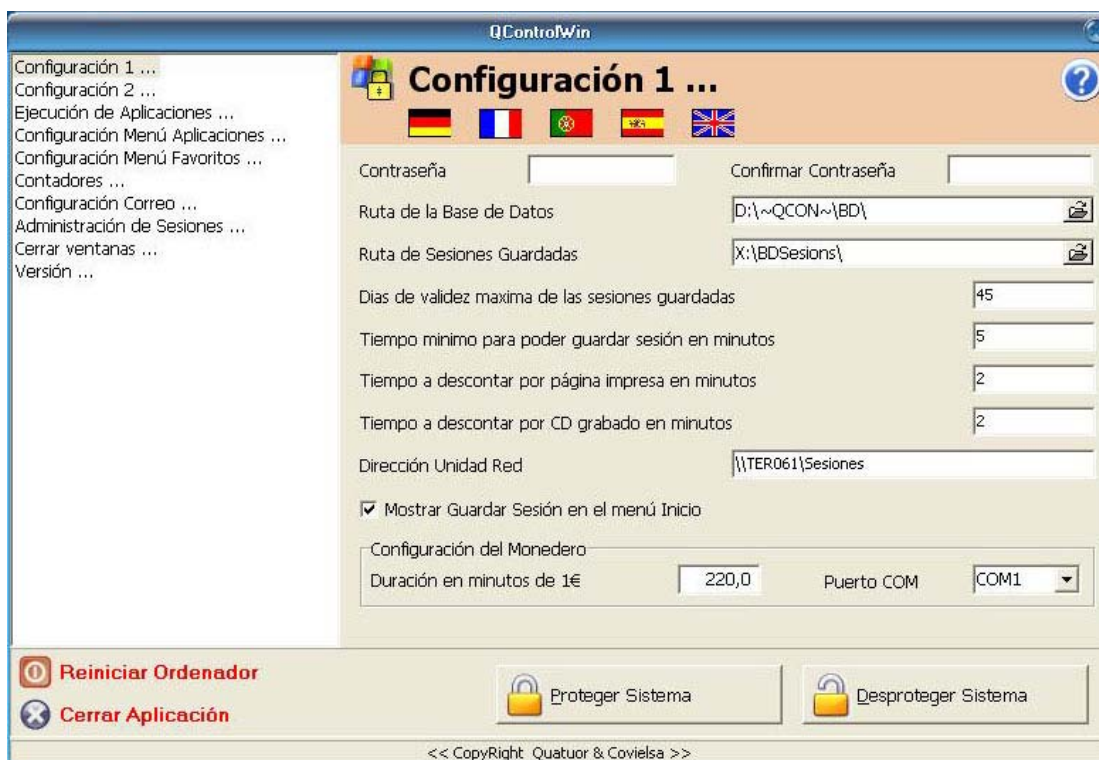 QControlWin
Configuración 1 ...
Configuración 2 ...
Ejecución de Aplicaciones ...
Configuración Menú Aplicaciones ...
Configuración Menú Favoritos ...
Contadores ...
Configuración Correo ...
Administración de Sesiones ...
Cerrar ventanas ...
Versión ...
Configuración 1 ...
?
Contraseña
Confirmar Contraseña
Ruta de la Base de Datos D:\~QCON~\BD\
Ruta de Sesiones Guardadas X:\BDSesions\
Dias de validez maxima de las sesiones guardadas 45
Tiempo minimo para poder guardar sesión en minutos 5
Tiempo a descontar por página impresa en minutos 2
Tiempo a descontar por CD grabado en minutos 2
Dirección Unidad Red \\TER061\Sesiones
Mostrar Guardar Sesión en el menú Inicio
Configuración del Monedero
Duración en minutos de 1€ 220,0 Puerto COM COM1
Reiniciar Ordenador
Cerrar Aplicación
Proteger Sistema
Desproteger Sistema
<< CopyRight Quatuor & Covielsa >>